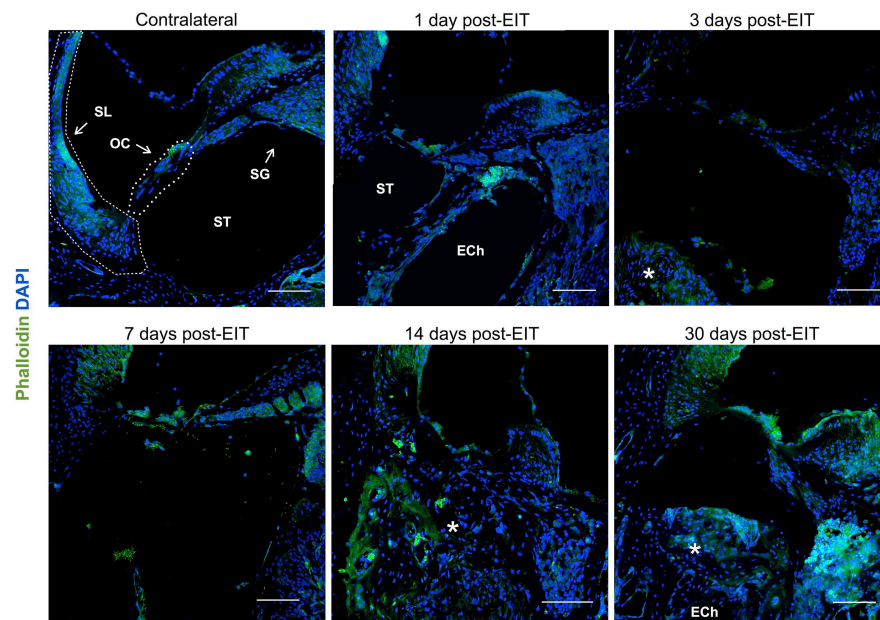 Contralateral
1 day post-EIT
3 days post-EIT
SL
OC
SG
ST
ST
ECh
*
Phalloidin DAPI
7 days post-EIT
14 days post-EIT
30 days post-EIT
*
*
ECh